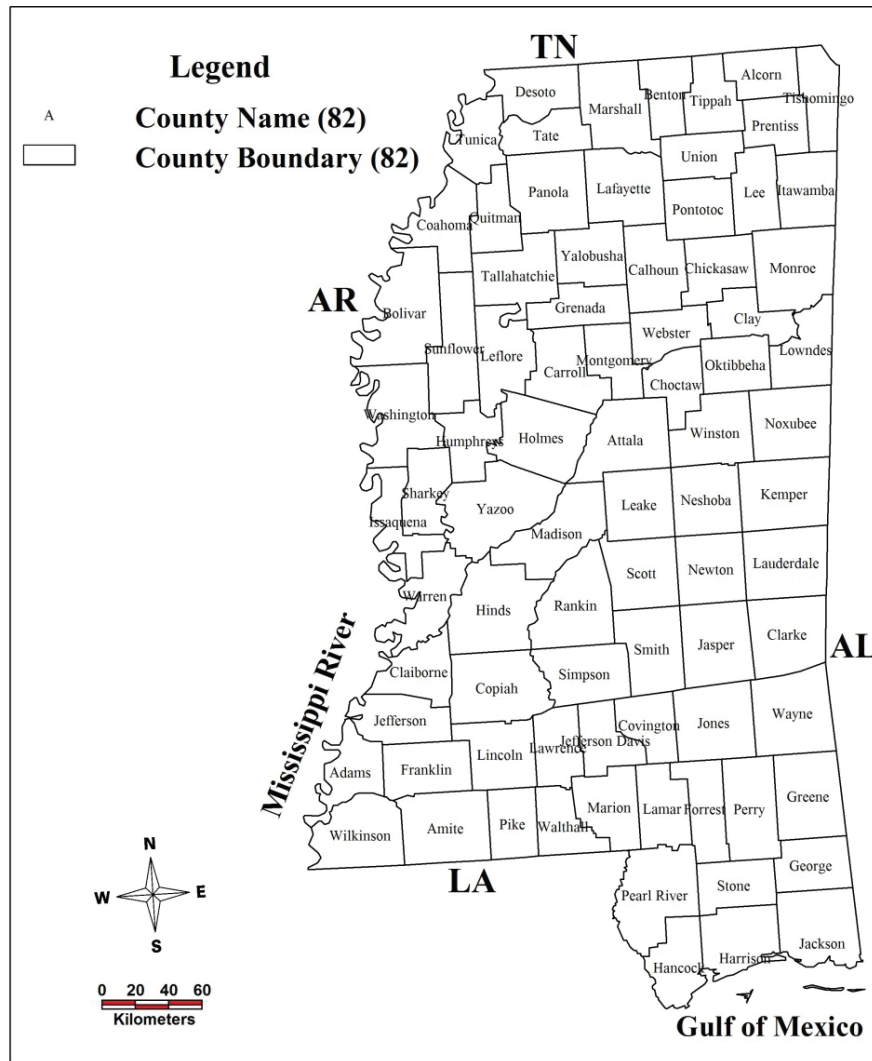 TN
Legend
A County Name (82)
County Boundary (82)
Desoto
Marshall
Benton
Tippah
Alcorn
Tishomingo
Tunica
Tate
Prentiss
Union
Panola
Lafayette
Pontotoc
Lee
Itawamba
Coahoma
Quitman
Tallahatchie
Yalobusha
Calhoun
Chickasaw
Monroe
AR
Bolivar
Grenada
Webster
Clay
Sunflower
Leflore
Carroll
Montgomery
Choctaw
Oktibbeha
Lowndes
Washington
Humphreys
Holmes
Attala
Winston
Noxubee
Sharkey
Issaquena
Yazoo
Madison
Leake
Neshoba
Kemper
Warren
Hinds
Rankin
Scott
Newton
Lauderdale
Claiborne
Copiah
Simpson
Smith
Jasper
Clarke
AL
Mississippi River
Jefferson
Lincoln
Lawrence
Jefferson Davis
Covington
Jones
Wayne
Adams
Franklin
Wilkinson
Amite
Pike
Walthall
Marion
Lamar
Forrest
Perry
Greene
LA
Pearl River
Stone
George
Hancock
Harrison
Jackson
N
W E
S
0 20 40 60
Kilometers
Gulf of Mexico